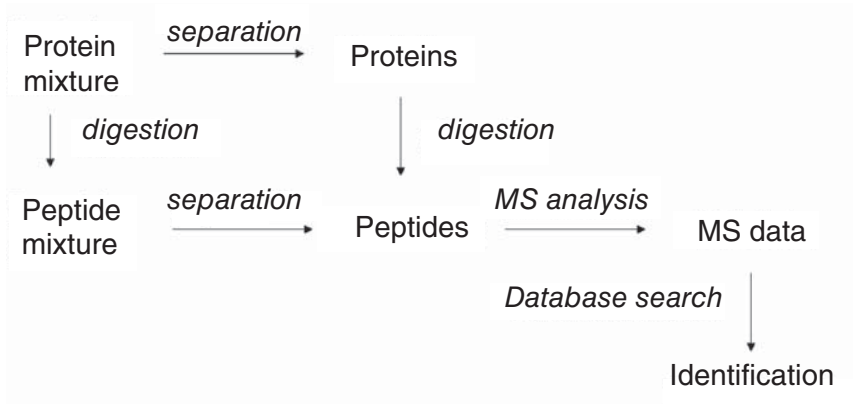 separation
Protein
mixture
Proteins
digestion
digestion
Peptide
mixture
separation
Peptides
MS analysis
MS data
Database search
Identification